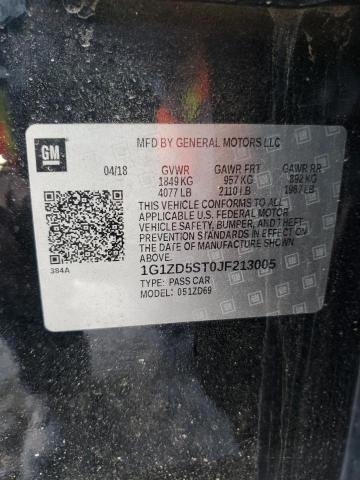 GM
MFD BY GENERAL MOTORS LLC
04/18 GVWR GAWR FRT GAWR RR
1849 KG 957 KG 892 KG
4077 LB 2110 LB 1967 LB
THIS VEHICLE CONFORMS TO ALL
APPLICABLE U.S. FEDERAL MOTOR
VEHICLE SAFETY, BUMPER, AND THEFT
PREVENTION STANDARDS IN EFFECT ON
THE DATE OF MANUFACTURE SHOWN
ABOVE.
384A
1G1ZD5ST0JF213005
TYPE: PASS CAR
MODEL: 051ZD69